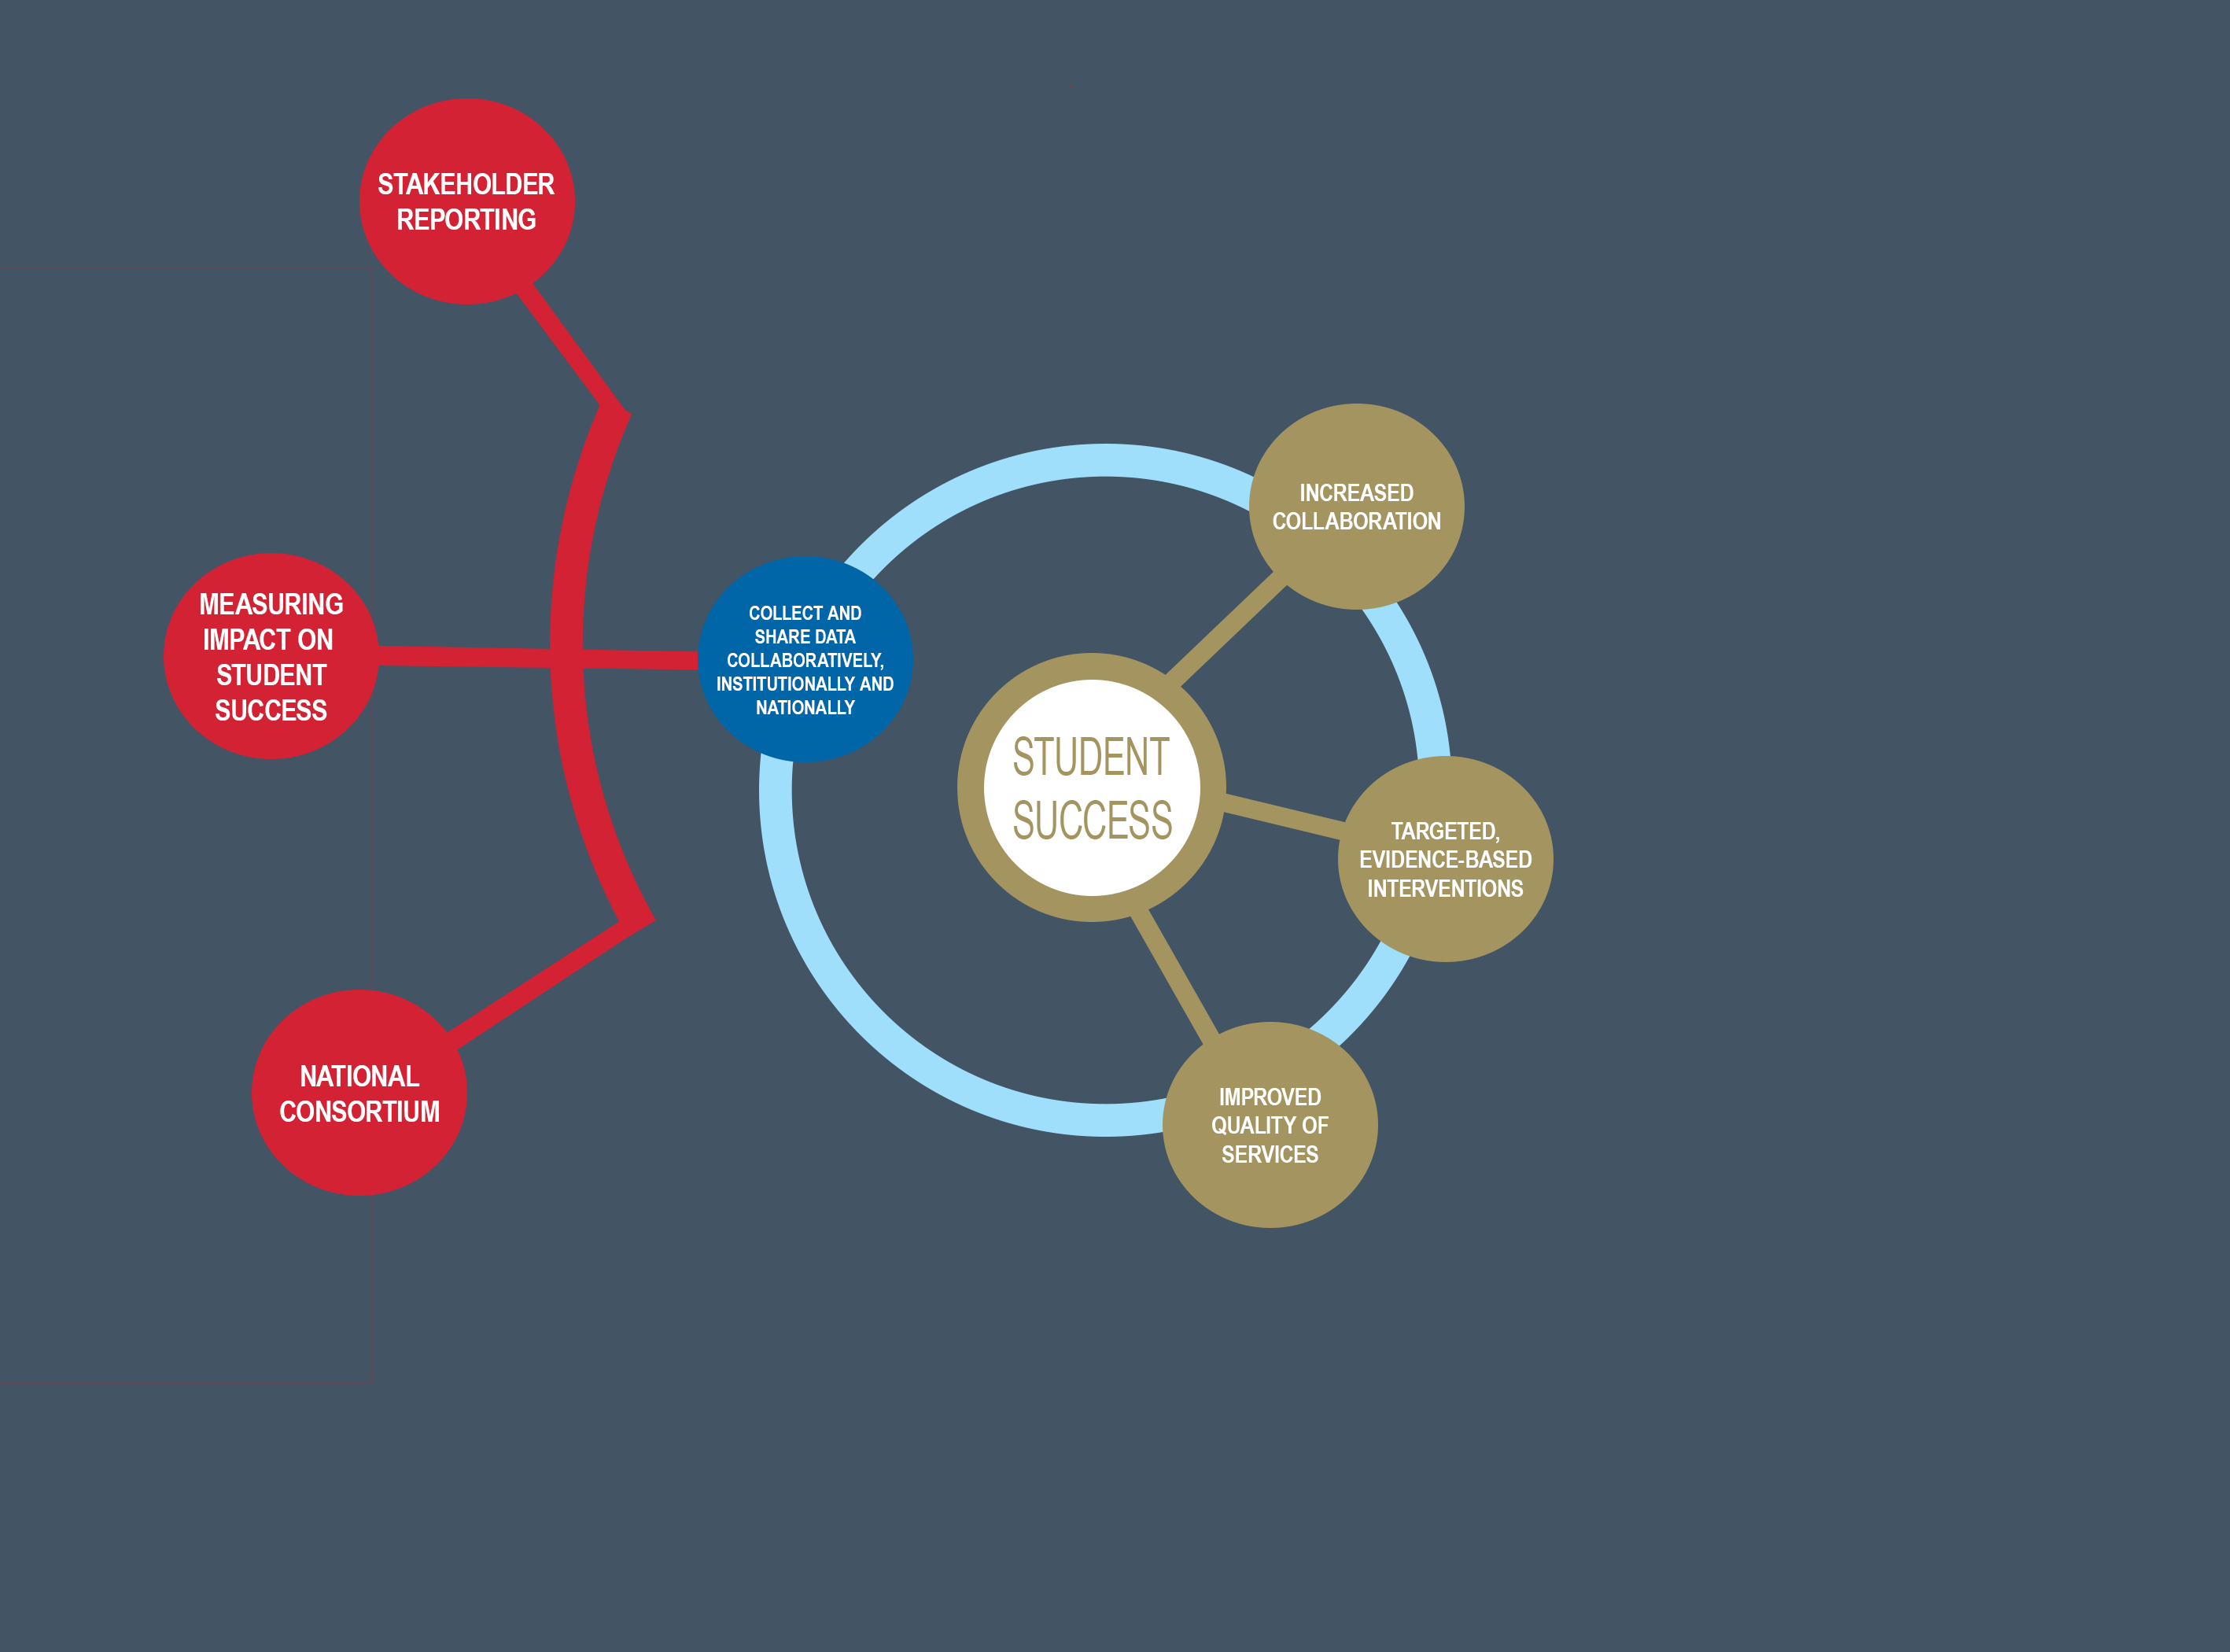 STAKEHOLDER
REPORTING
MEASURING
IMPACT ON
STUDENT
SUCCESS
NATIONAL
CONSORTIUM
COLLECT AND
SHARE DATA
COLLABORATIVELY,
INSTITUTIONALLY AND
NATIONALLY
STUDENT
SUCCESS
INCREASED
COLLABORATION
TARGETED,
EVIDENCE-BASED
INTERVENTIONS
IMPROVED
QUALITY OF
SERVICES